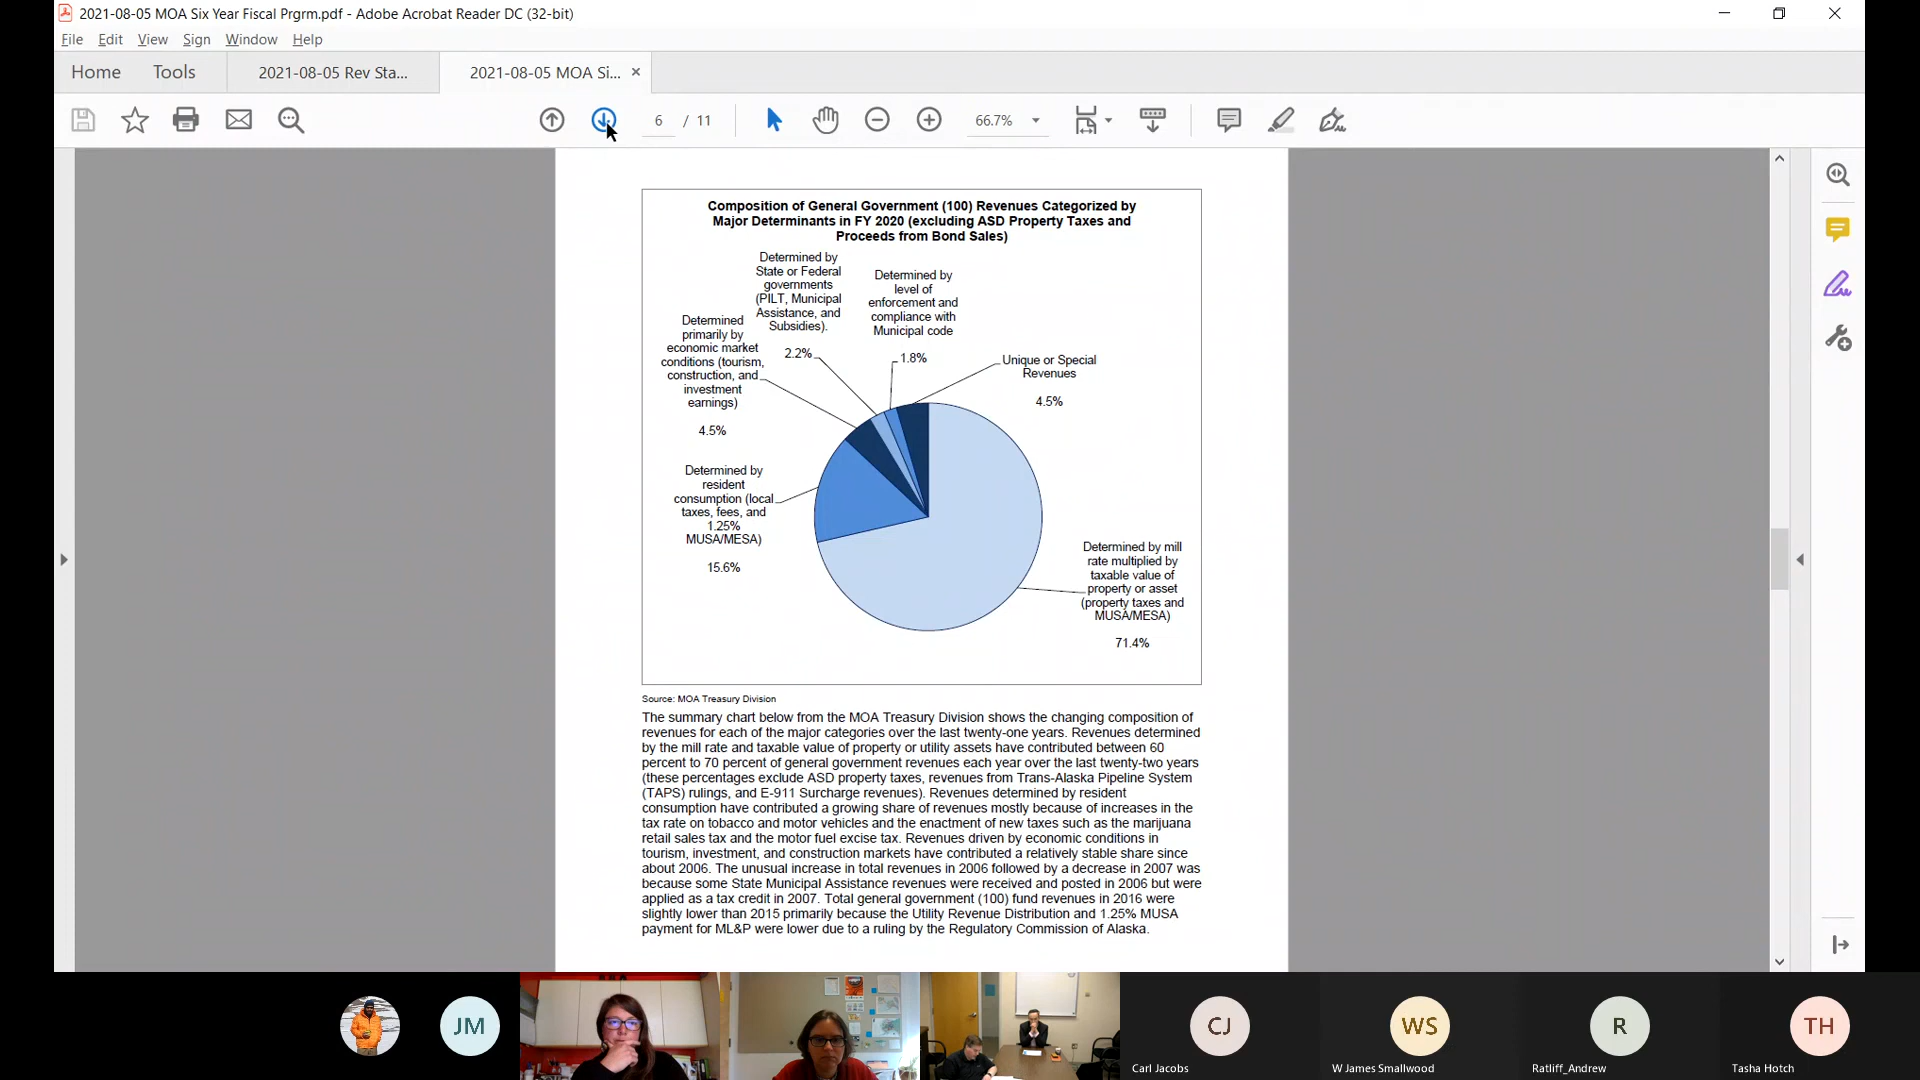 2021-08-05 MOA Six Year Fiscal Prgrm.pdf - Adobe Acrobat Reader DC (32-bit)
File Edit View Sign Window Help
Home Tools 2021-08-05 Rev Sta... 2021-08-05 MOA Si... ×
6 / 11 66.7%
Composition of General Government (100) Revenues Categorized by
Major Determinants in FY 2020 (excluding ASD Property Taxes and
Proceeds from Bond Sales)
Determined by
State or Federal
governments
(PILT, Municipal
Assistance, and
Subsidies).
2.2%
Determined by
level of
enforcement and
compliance with
Municipal code
1.8%
Determined
primarily by
economic market
conditions (tourism,
construction, and
investment
earnings)
4.5%
Unique or Special
Revenues
4.5%
Determined by
resident
consumption (local
taxes, fees, and
1.25%
MUSA/MESA)
15.6%
Determined by mill
rate multiplied by
taxable value of
property or asset
(property taxes and
MUSA/MESA)
71.4%
Source: MOA Treasury Division
The summary chart below from the MOA Treasury Division shows the changing composition of
revenues for each of the major categories over the last twenty-one years. Revenues determined
by the mill rate and taxable value of property or utility assets have contributed between 60
percent to 70 percent of general government revenues each year over the last twenty-two years
(these percentages exclude ASD property taxes, revenues from Trans-Alaska Pipeline System
(TAPS) rulings, and E-911 Surcharge revenues). Revenues determined by resident
consumption have contributed a growing share of revenues mostly because of increases in the
tax rate on tobacco and motor vehicles and the enactment of new taxes such as the marijuana
retail sales tax and the motor fuel excise tax. Revenues driven by economic conditions in
tourism, investment, and construction markets have contributed a relatively stable share since
about 2006. The unusual increase in total revenues in 2006 followed by a decrease in 2007 was
because some State Municipal Assistance revenues were received and posted in 2006 but were
applied as a tax credit in 2007. Total general government (100) fund revenues in 2016 were
slightly lower than 2015 primarily because the Utility Revenue Distribution and 1.25% MUSA
payment for ML&P were lower due to a ruling by the Regulatory Commission of Alaska.
JM
CJ
WS
R
TH
Carl Jacobs
W James Smallwood
Ratliff_Andrew
Tasha Hotch